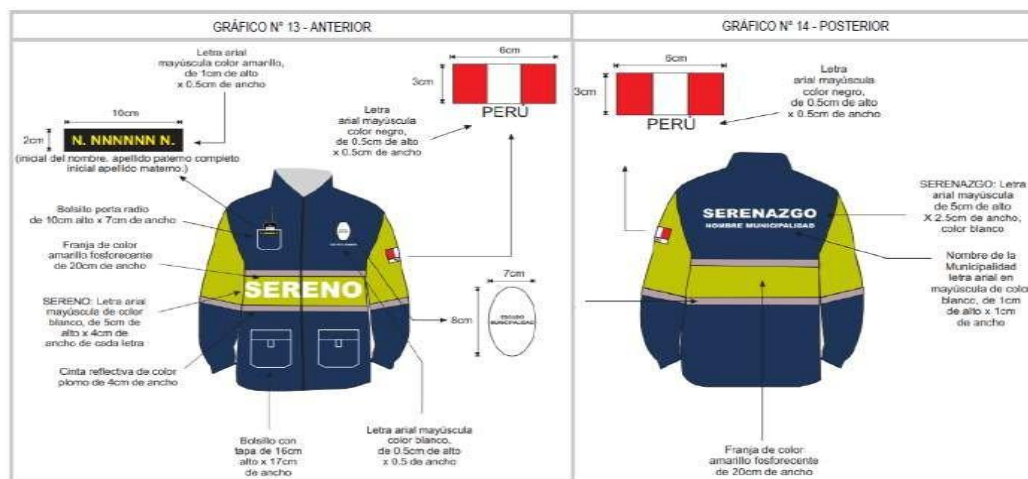 GRÁFICO N° 13 - ANTERIOR
Letra arial
mayúscula color amarillo,
de 1cm de alto
x 0.5cm de ancho
10cm
2cm
N. NNNNNN N.
(inicial del nombre, apellido paterno completo
inicial apellido materno.)
6cm
3cm
PERÚ
Letra
arial mayúscula
color negro,
de 0.5cm de alto
x 0.5cm de ancho
Bolsito porta radio
de 10cm alto x 7cm de ancho
Franja de color
amarillo fosforecente
de 20cm de ancho
SERENO: Letra arial
mayúscula de color
blanco, de 5cm de
alto x 4cm de
ancho de cada letra
Cinta reflectiva de color
plomo de 4cm de ancho
SERENO
7cm
8cm
ESCUDO
MUNICIPALIDAD
Bolsillo con
tapa de 16cm
alto x 17cm
de ancho
Letra arial mayúscula
color blanco,
de 0.5cm de alto
x 0.5 de ancho
GRÁFICO N° 14 - POSTERIOR
6cm
3cm
PERÚ
Letra
arial mayúscula
color negro,
de 0.5cm de alto
x 0.5cm de ancho
SERENAZGO
NOMBRE MUNICIPALIDAD
SERENAZGO: Letra
arial mayúscula
de 5cm de alto
X 2.5cm de ancho,
color blanco
Nombre de la
Municipalidad
letra arial en
mayúscula de color
blanco, de 1cm
de alto x 1cm
de ancho
Franja de color
amarillo fosforecente
de 20cm de ancho